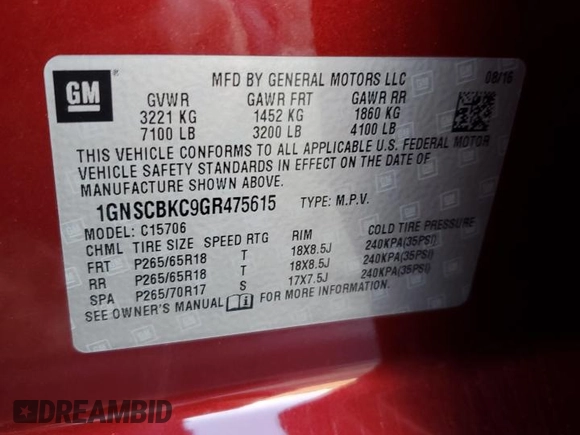 GM
MFD BY GENERAL MOTORS LLC 08/16
GVWR GAWR FRT GAWR RR
3221 KG 1452 KG 1860 KG
7100 LB 3200 LB 4100 LB
THIS VEHICLE CONFORMS TO ALL APPLICABLE U.S. FEDERAL MOTOR
VEHICLE SAFETY STANDARDS IN EFFECT ON THE DATE OF
MANUFACTURE SHOWN ABOVE.
1GNSCBKC9GR475615 TYPE: M.P.V.
MODEL: C15706
CHML TIRE SIZE SPEED RTG RIM COLD TIRE PRESSURE
FRT P265/65R18 T 18X8.5J 240KPA(35PSI)
RR P265/65R18 T 18X8.5J 240KPA(35PSI)
SPA P265/70R17 S 17X7.5J 240KPA(35PSI)
SEE OWNER'S MANUAL i FOR MORE INFORMATION.
DREAMBID